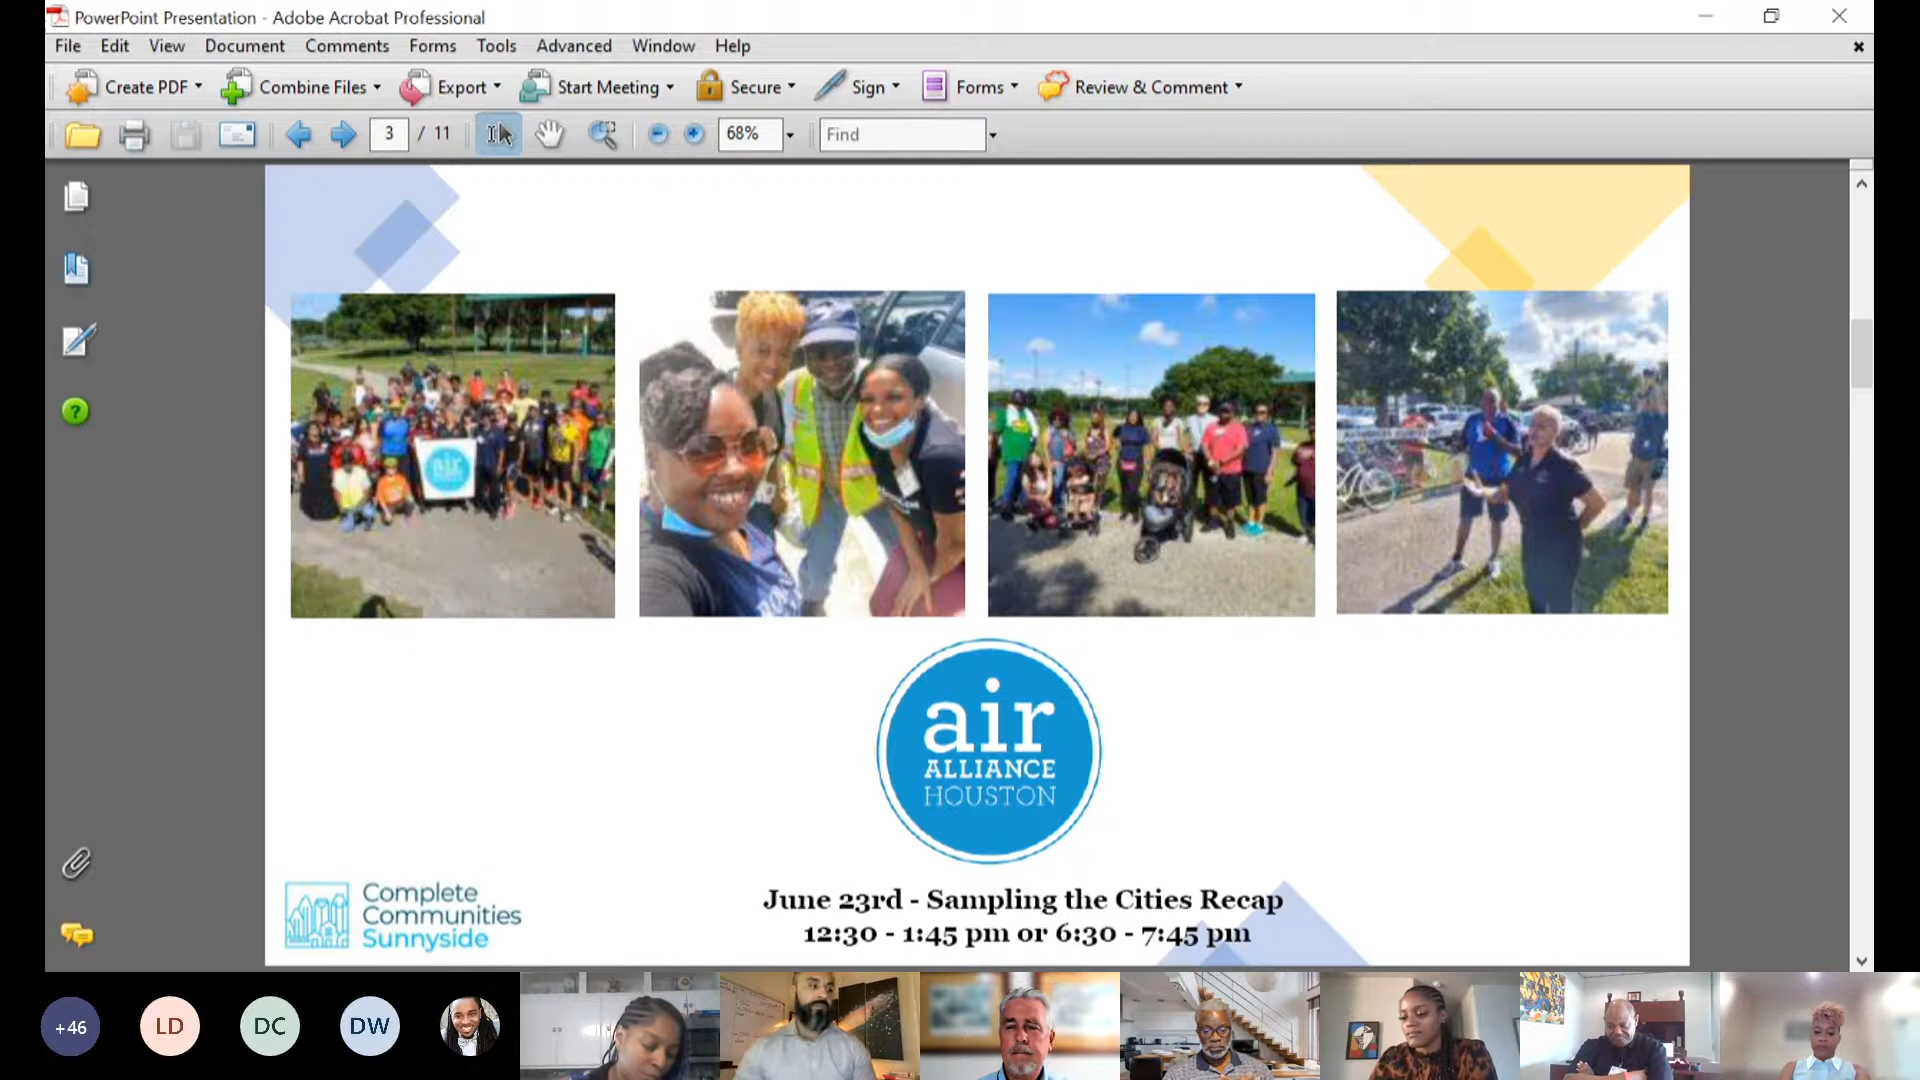 PowerPoint Presentation - Adobe Acrobat Professional
File Edit View Document Comments Forms Tools Advanced Window Help
Create PDF Combine Files Export Start Meeting Secure Sign Forms Review & Comment
3 / 11 68% Find
air
air
ALLIANCE
HOUSTON
Complete
Communities
Sunnyside
June 23rd - Sampling the Cities Recap
12:30 - 1:45 pm or 6:30 - 7:45 pm
+46 LD DC DW